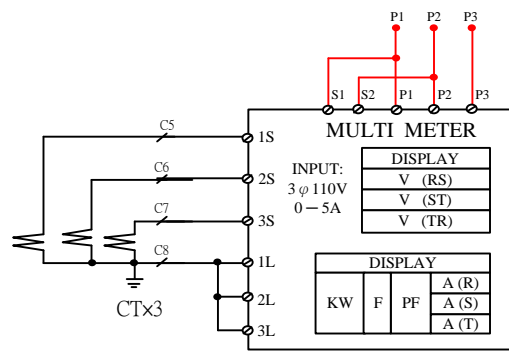 P1 P2 P3
S1 S2 P1 P2 P3
MULTI METER
C5
1S
C6
2S
C7
3S
C8
1L
2L
3L
CT×3
INPUT:
3φ110V
0－5A
DISPLAY
V (RS)
V (ST)
V (TR)
DISPLAY
KW F PF
A (R)
A (S)
A (T)